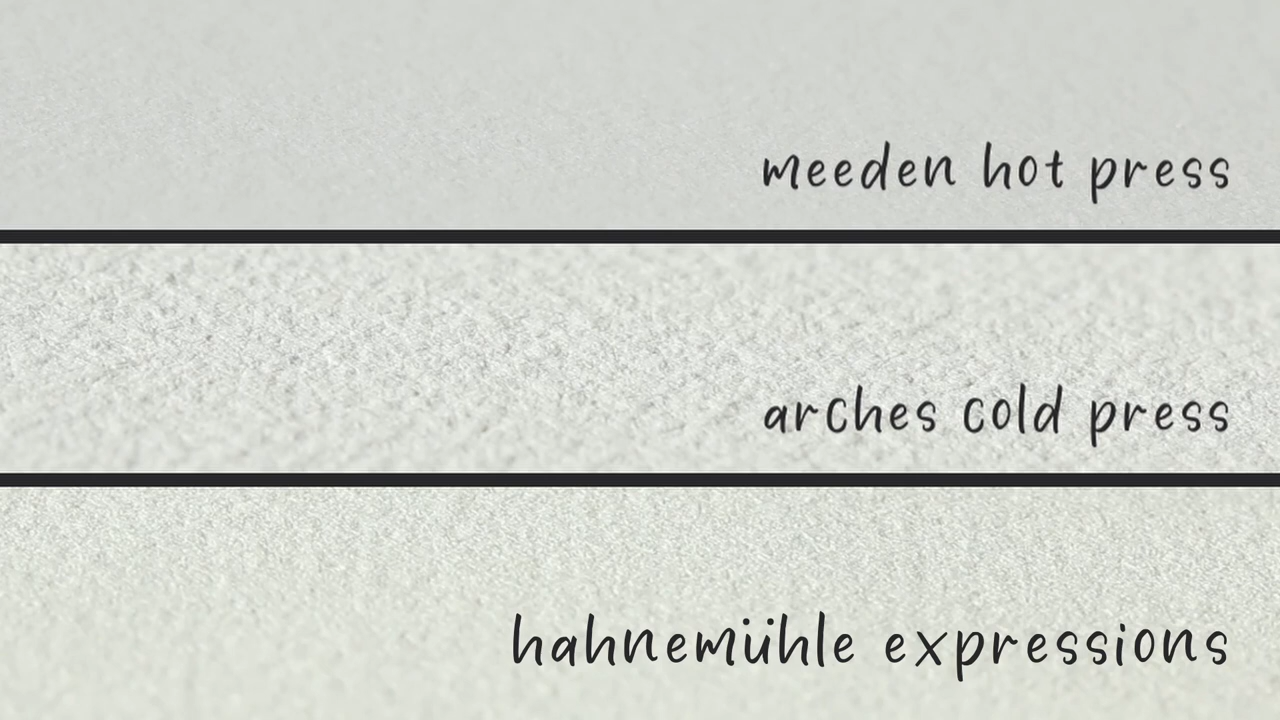 meeden hot press
arches cold press
hahnemühle expressions